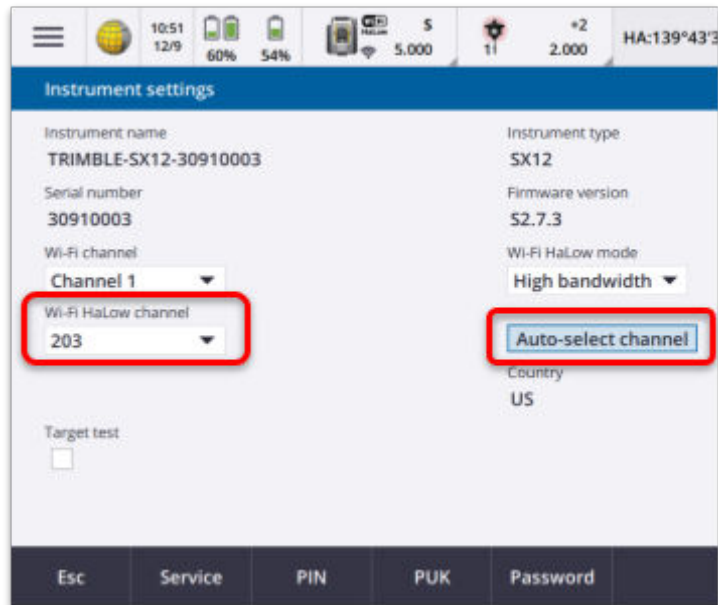 10:51
12/9
60%
54%
S
5.000
1
+2
2.000
HA:139°43'3
Instrument settings
Instrument name
TRIMBLE-SX12-30910003
Instrument type
SX12
Serial number
30910003
Firmware version
S2.7.3
Wi-Fi channel
Channel 1
Wi-Fi HaLow mode
High bandwidth
Wi-Fi HaLow channel
203
Auto-select channel
Country
US
Target test
Esc
Service
PIN
PUK
Password